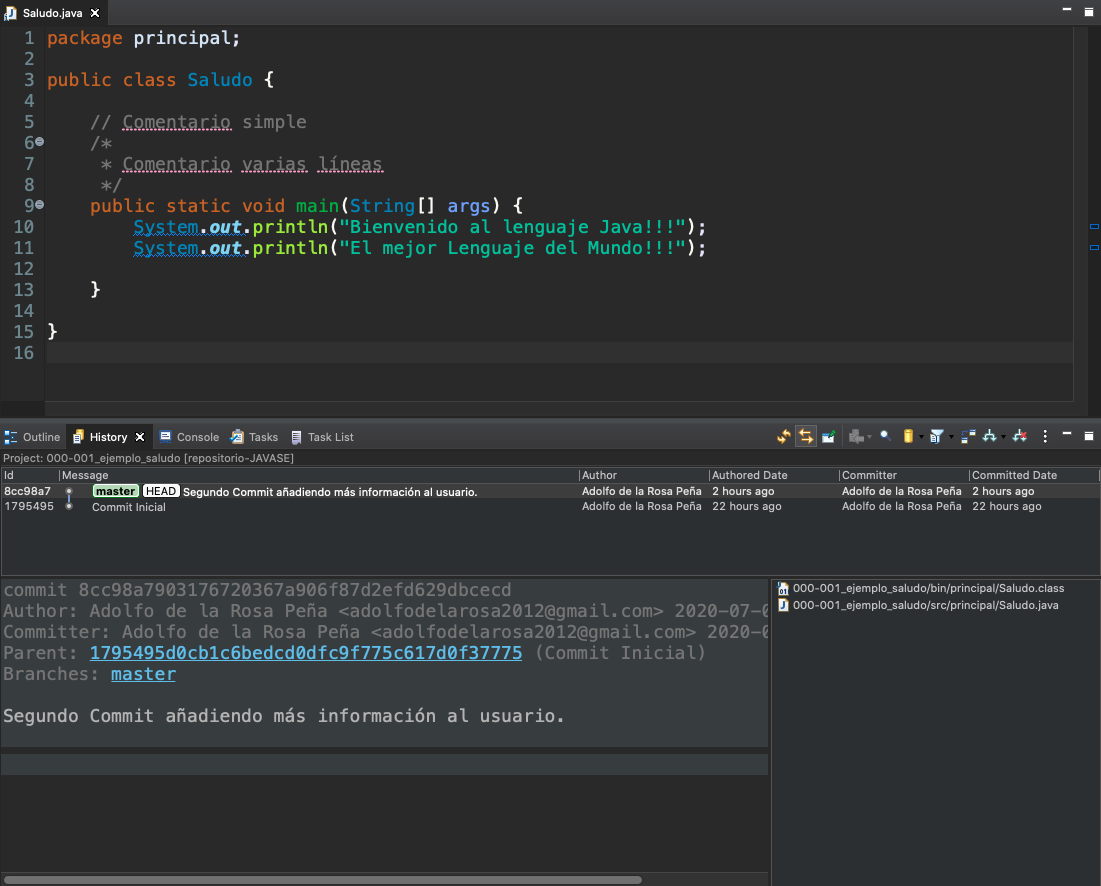 Saludo.java
1 package principal;
2
3 public class Saludo {
4
5 // Comentario simple
6 /*
7 * Comentario varias líneas
8 */
9 public static void main(String[] args) {
10 System.out.println("Bienvenido al lenguaje Java!!!");
11 System.out.println("El mejor Lenguaje del Mundo!!!");
12
13 }
14
15 }
16
Outline History Console Tasks Task List
Project: 000-001_ejemplo_saludo [repositorio-JAVASE]
Id Message Author Authored Date Committer Committed Date
8cc98a7 master HEAD Segundo Commit añadiendo más información al usuario. Adolfo de la Rosa Peña 2 hours ago Adolfo de la Rosa Peña 2 hours ago
1795495 Commit Inicial Adolfo de la Rosa Peña 22 hours ago Adolfo de la Rosa Peña 22 hours ago
commit 8cc98a7903176720367a906f87d2efd629dbcecd
Author: Adolfo de la Rosa Peña <adolfodelarosa2012@gmail.com> 2020-07-0
Committer: Adolfo de la Rosa Peña <adolfodelarosa2012@gmail.com> 2020-0
Parent: 1795495d0cb1c6bedcd0dfc9f775c617d0f37775 (Commit Inicial)
Branches: master
Segundo Commit añadiendo más información al usuario.
000-001_ejemplo_saludo/bin/principal/Saludo.class
000-001_ejemplo_saludo/src/principal/Saludo.java